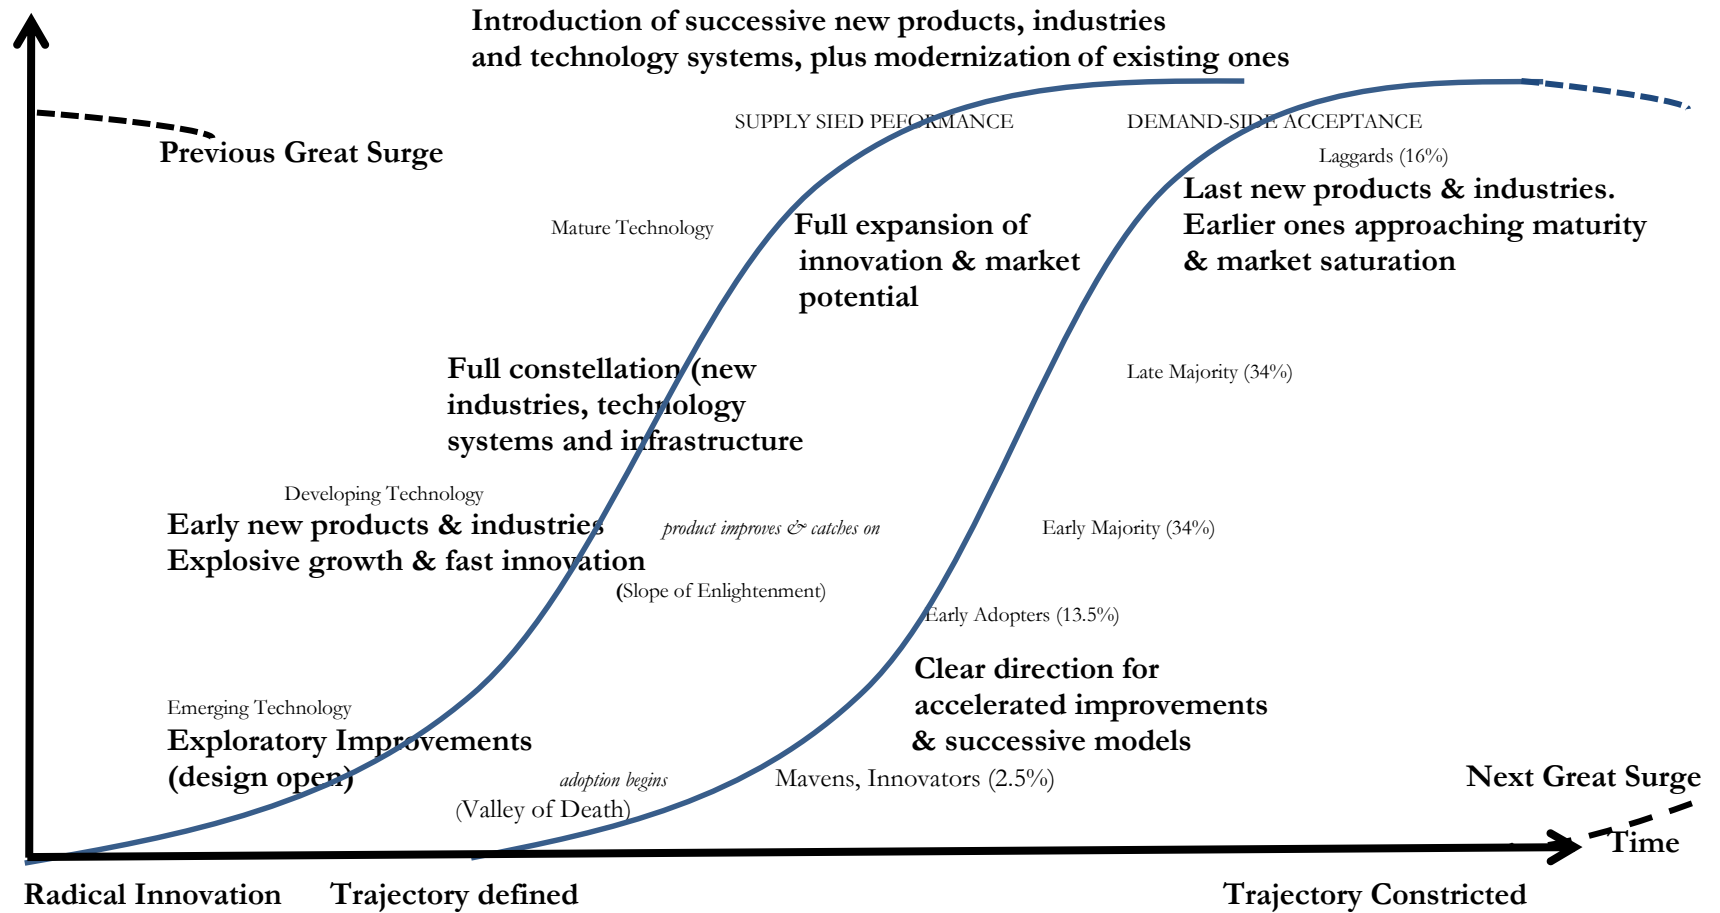 Introduction of successive new products, industries
and technology systems, plus modernization of existing ones
SUPPLY SIED PEFORMANCE
DEMAND-SIDE ACCEPTANCE
Previous Great Surge
Laggards (16%)
Last new products & industries.
Earlier ones approaching maturity
& market saturation
Mature Technology
Full expansion of
innovation & market
potential
Full constellation (new
industries, technology
systems and infrastructure
Late Majority (34%)
Developing Technology
Early new products & industries
Explosive growth & fast innovation
product improves & catches on
Early Majority (34%)
(Slope of Enlightenment)
Early Adopters (13.5%)
Clear direction for
accelerated improvements
& successive models
Emerging Technology
Exploratory Improvements
(design open)
adoption begins
(Valley of Death)
Mavens, Innovators (2.5%)
Next Great Surge
Time
Radical Innovation
Trajectory defined
Trajectory Constricted